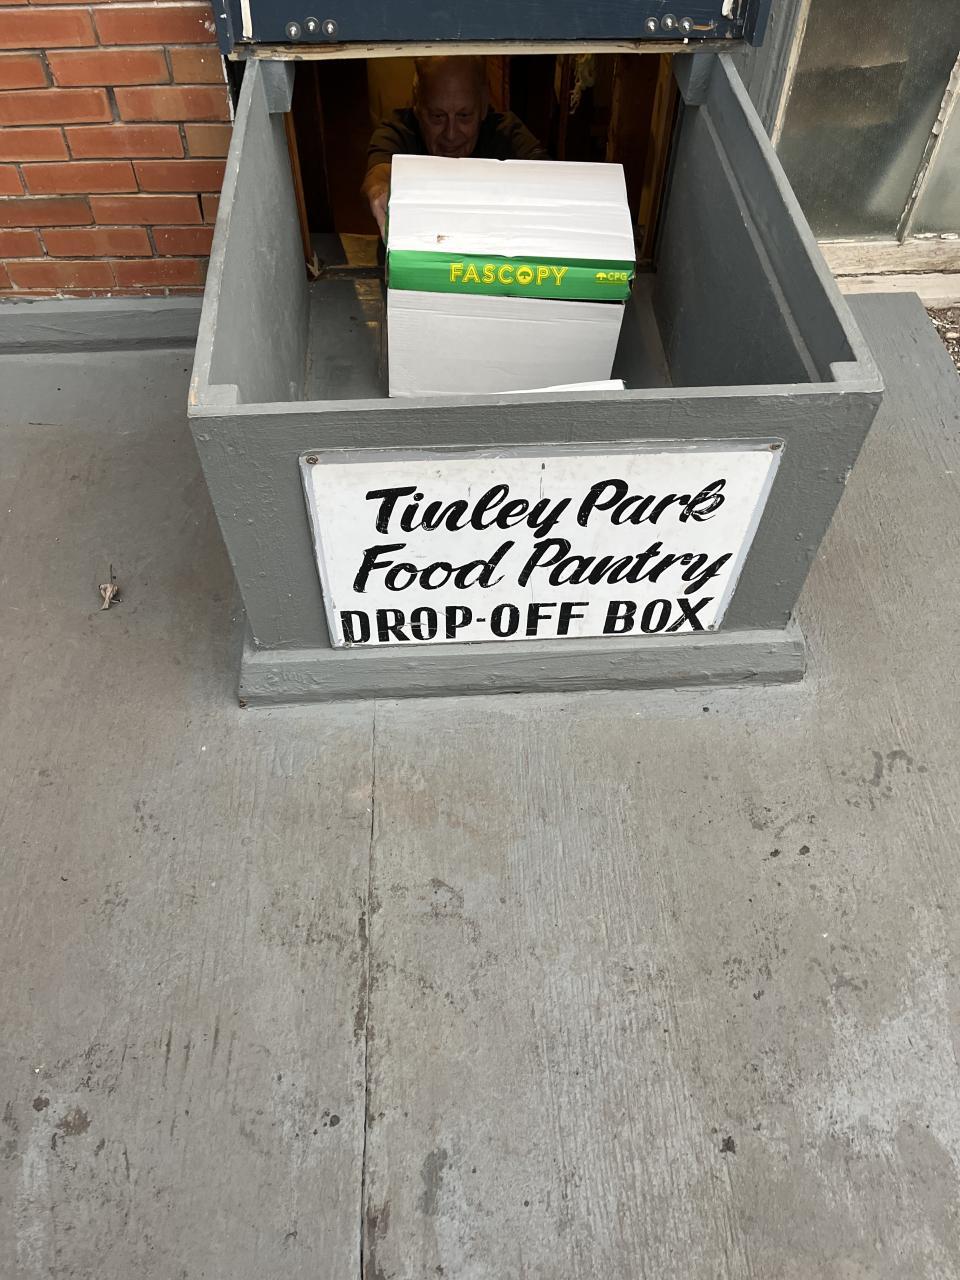 FASCOPY CPG
Tinley Park
Food Pantry
DROP-OFF BOX